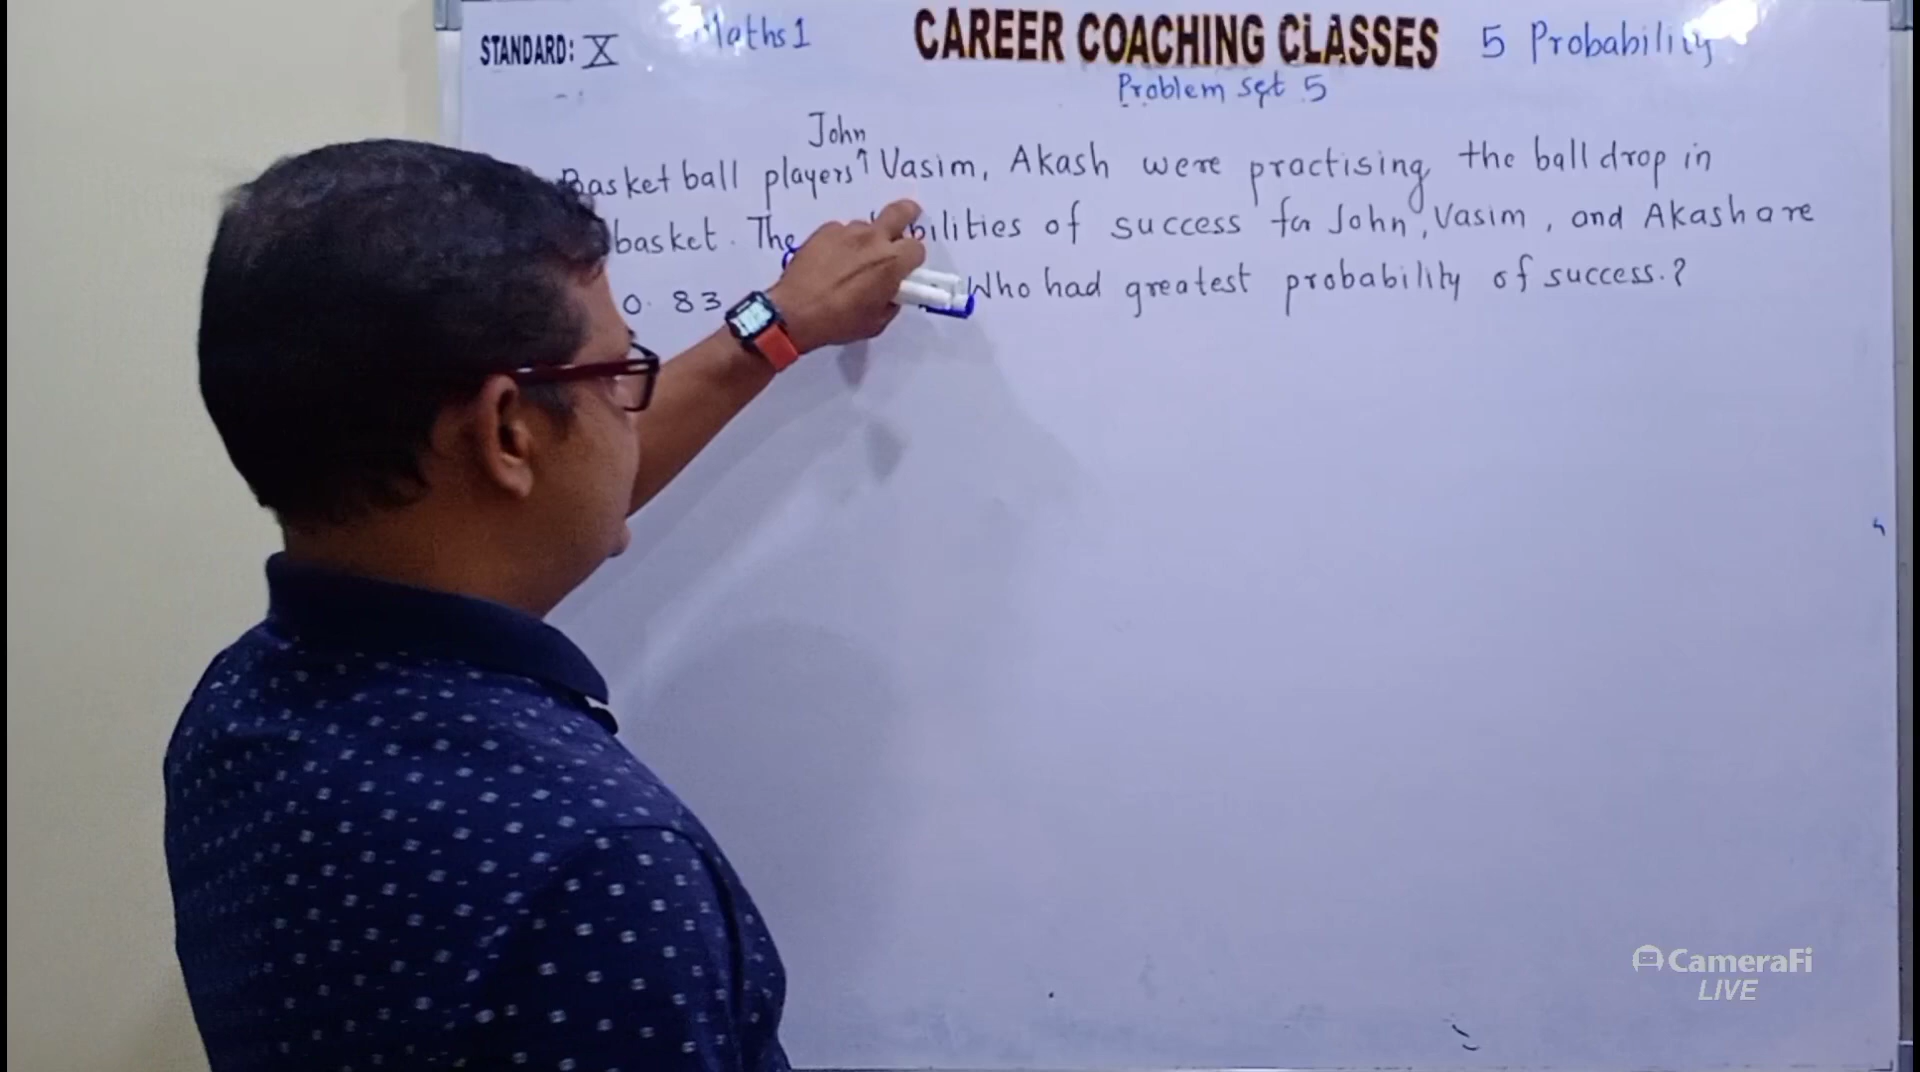 STANDARD: X Maths 1 CAREER COACHING CLASSES 5 Probability
Problem set 5
John
Basket ball players ↑ Vasim, Akash were practising the ball drop in
basket. The bilities of success for John, Vasim, and Akash are
0.83 Who had greatest probability of success.?
CameraFi
LIVE